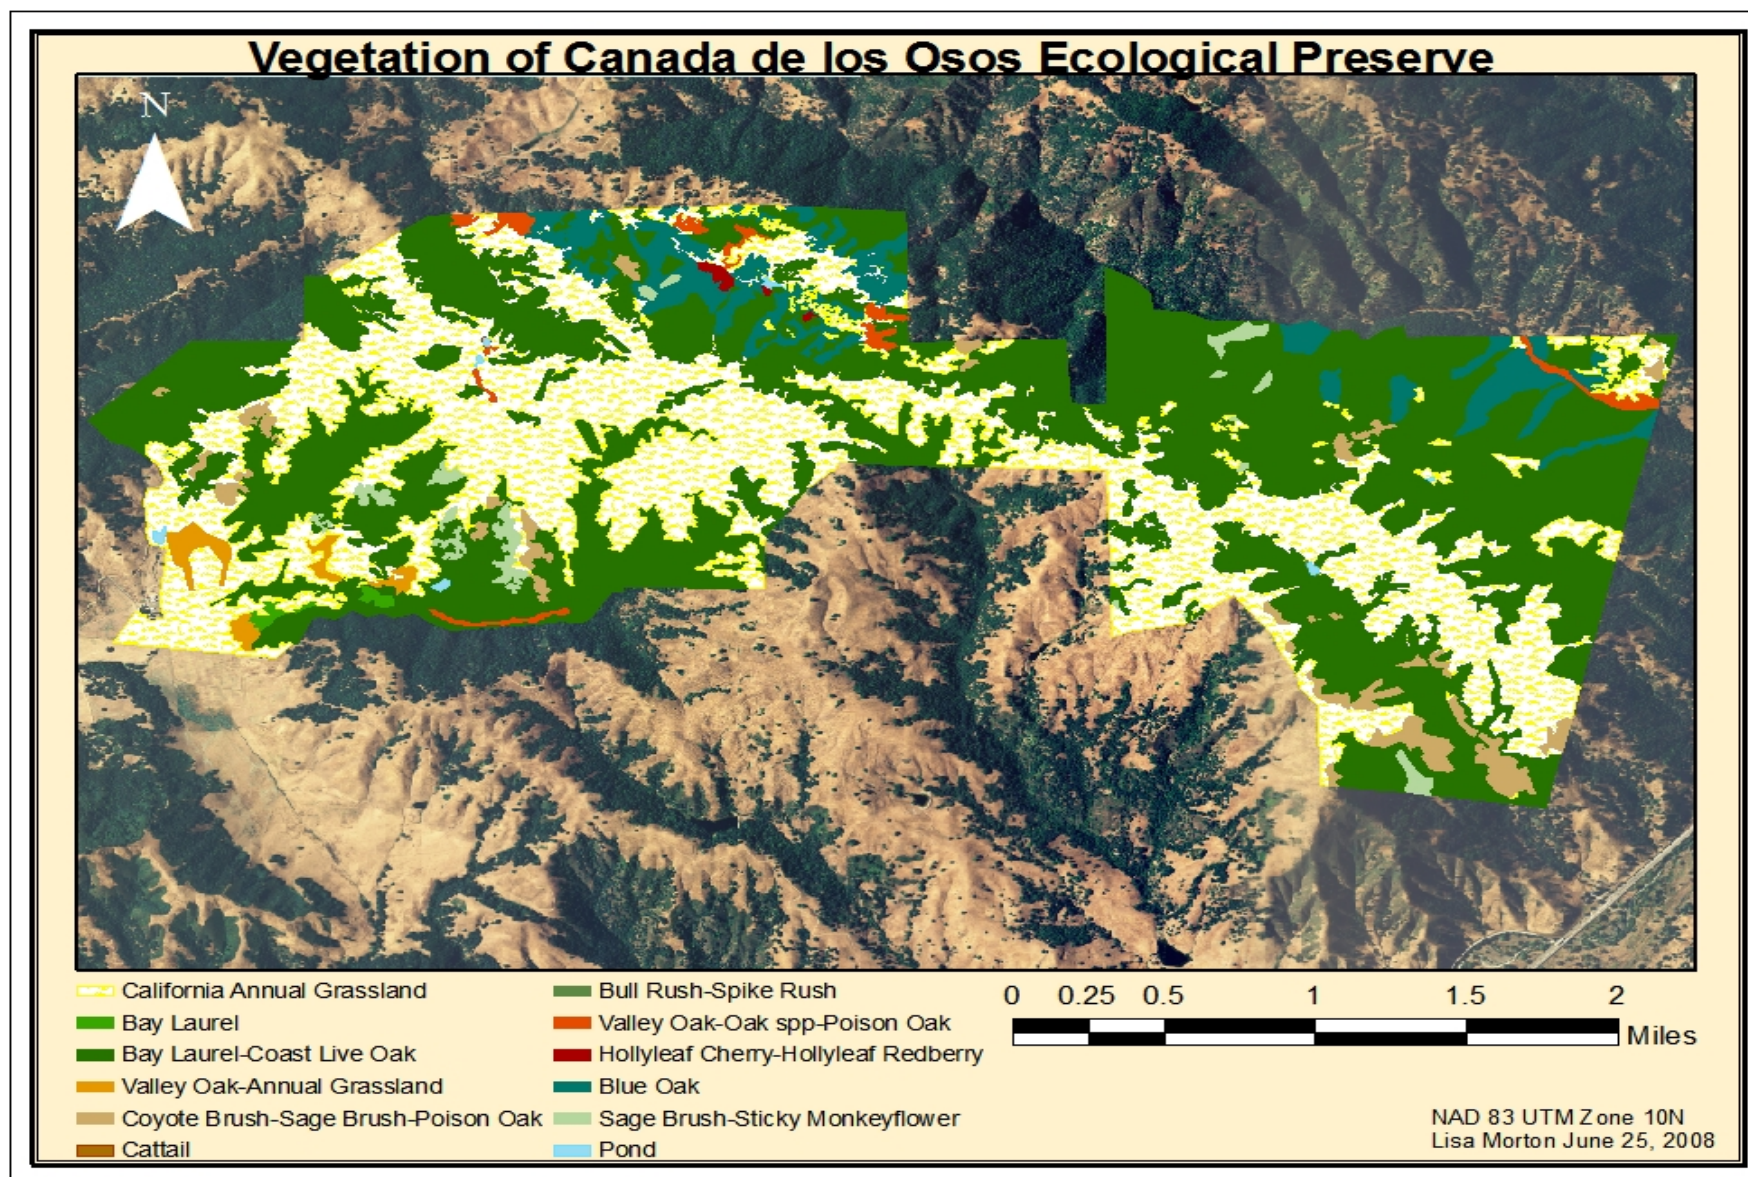 Vegetation of Canada de los Osos Ecological Preserve
N
California Annual Grassland
Bay Laurel
Bay Laurel-Coast Live Oak
Valley Oak-Annual Grassland
Coyote Brush-Sage Brush-Poison Oak
Cattail
Bull Rush-Spike Rush
Valley Oak-Oak spp-Poison Oak
Hollyleaf Cherry-Hollyleaf Redberry
Blue Oak
Sage Brush-Sticky Monkeyflower
Pond
0 0.25 0.5 1 1.5 2
Miles
NAD 83 UTM Zone 10N
Lisa Morton June 25, 2008